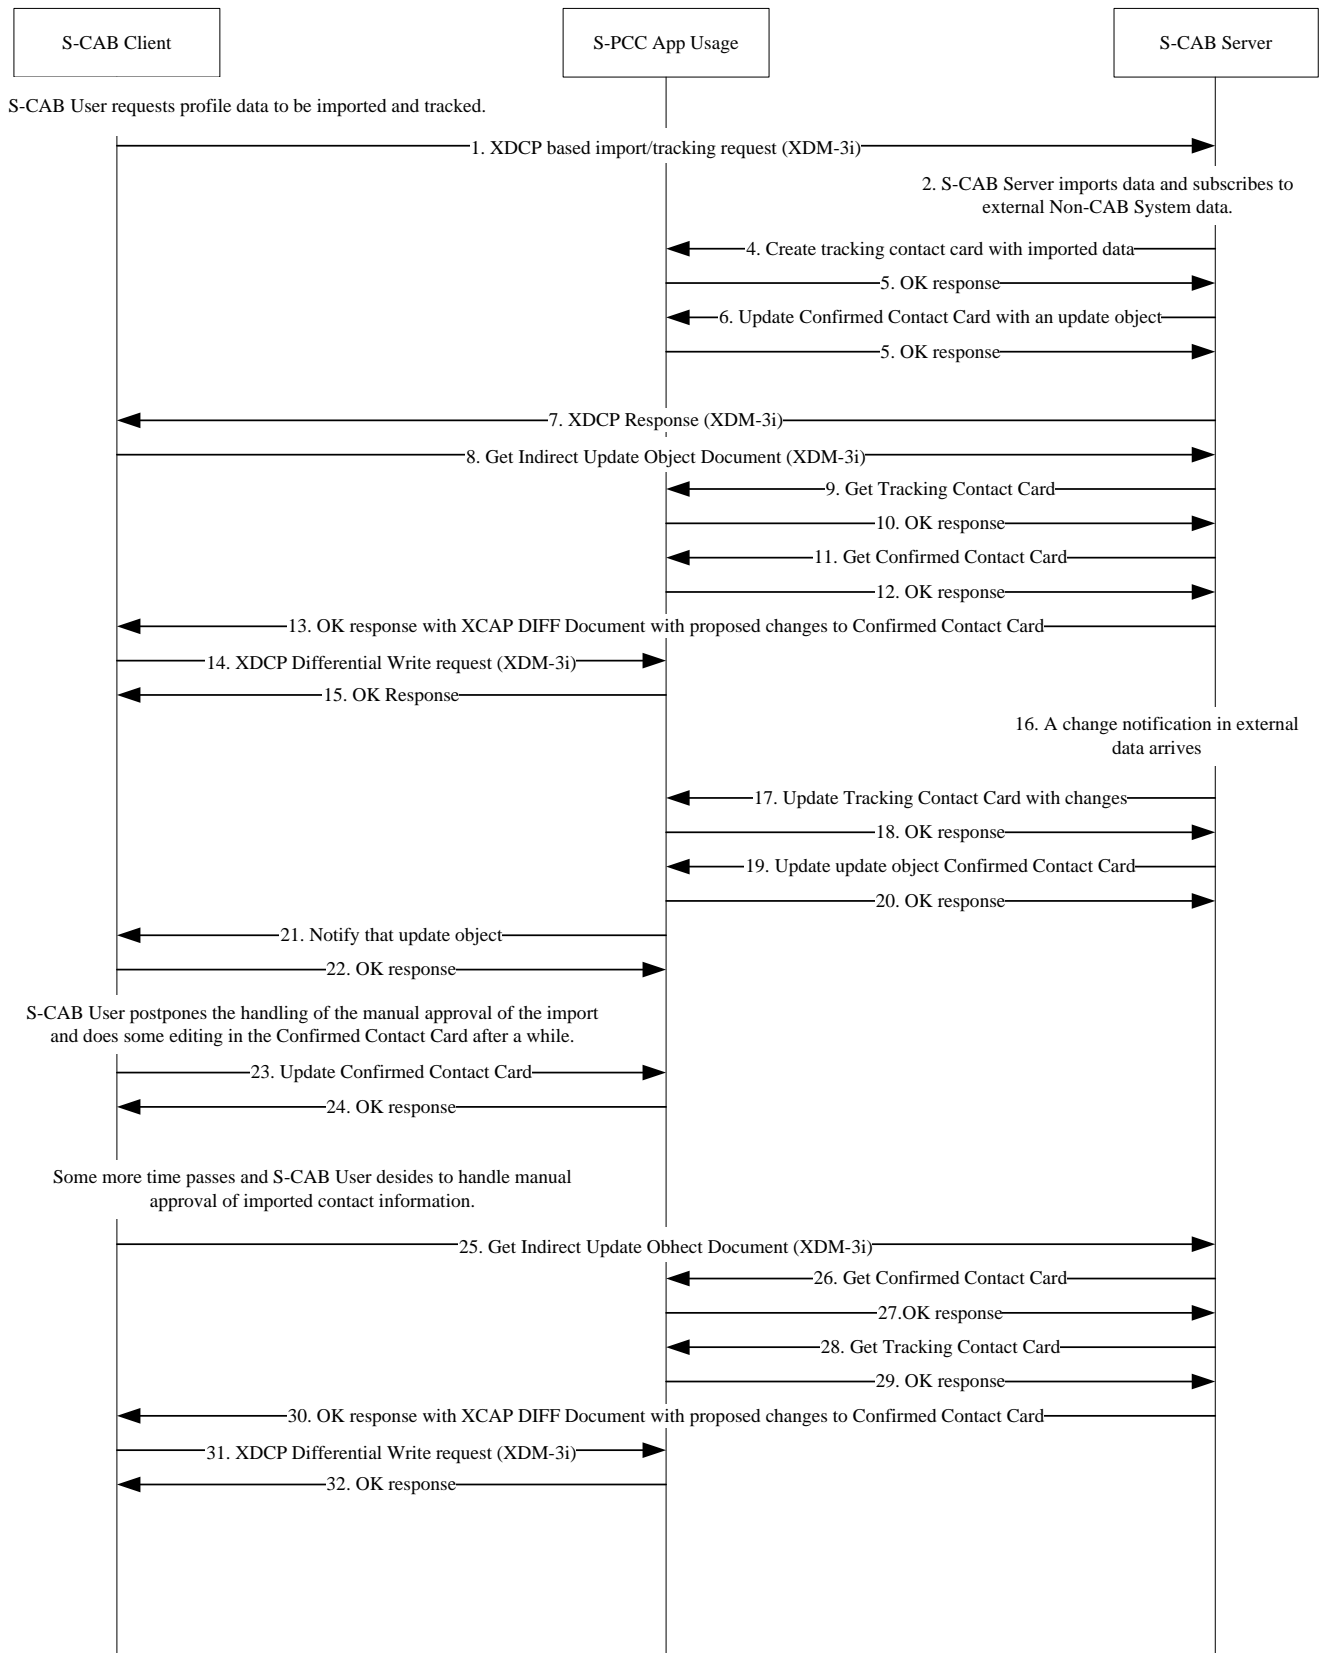 S-CAB Client
S-PCC App Usage
S-CAB Server
S-CAB User requests profile data to be imported and tracked.
1. XDCP based import/tracking request (XDM-3i)
2. S-CAB Server imports data and subscribes to
external Non-CAB System data.
4. Create tracking contact card with imported data
5. OK response
6. Update Confirmed Contact Card with an update object
5. OK response
7. XDCP Response (XDM-3i)
8. Get Indirect Update Object Document (XDM-3i)
9. Get Tracking Contact Card
10. OK response
11. Get Confirmed Contact Card
12. OK response
13. OK response with XCAP DIFF Document with proposed changes to Confirmed Contact Card
14. XDCP Differential Write request (XDM-3i)
15. OK Response
16. A change notification in external
data arrives
17. Update Tracking Contact Card with changes
18. OK response
19. Update update object Confirmed Contact Card
20. OK response
21. Notify that update object
22. OK response
S-CAB User postpones the handling of the manual approval of the import
and does some editing in the Confirmed Contact Card after a while.
23. Update Confirmed Contact Card
24. OK response
Some more time passes and S-CAB User desides to handle manual
approval of imported contact information.
25. Get Indirect Update Obhect Document (XDM-3i)
26. Get Confirmed Contact Card
27.OK response
28. Get Tracking Contact Card
29. OK response
30. OK response with XCAP DIFF Document with proposed changes to Confirmed Contact Card
31. XDCP Differential Write request (XDM-3i)
32. OK response